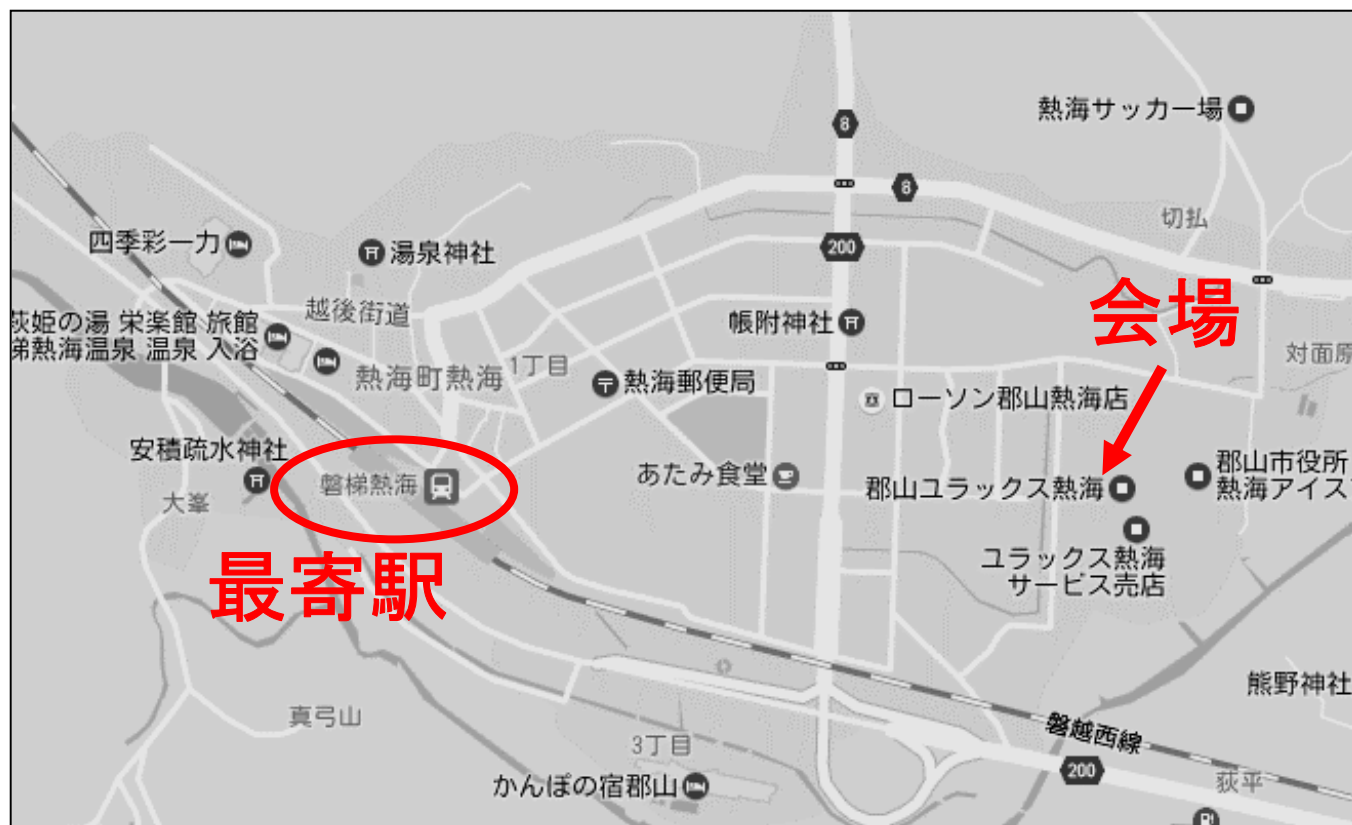 8
熱海サッカー場
8
切払
四季彩一力
湯泉神社
200
会場
越後街道
萩姫の湯 栄楽館 旅館
梯熱海温泉 温泉 入浴
帳附神社
対面原
1丁目
熱海町熱海
熱海郵便局
ローソン郡山熱海店
安積疏水神社
大峯
磐梯熱海
あたみ食堂
郡山ユラックス熱海
郡山市役所
熱海アイス
最寄駅
ユラックス熱海
サービス売店
熊野神社
真弓山
3丁目
磐越西線
200
荻平
かんぽの宿郡山